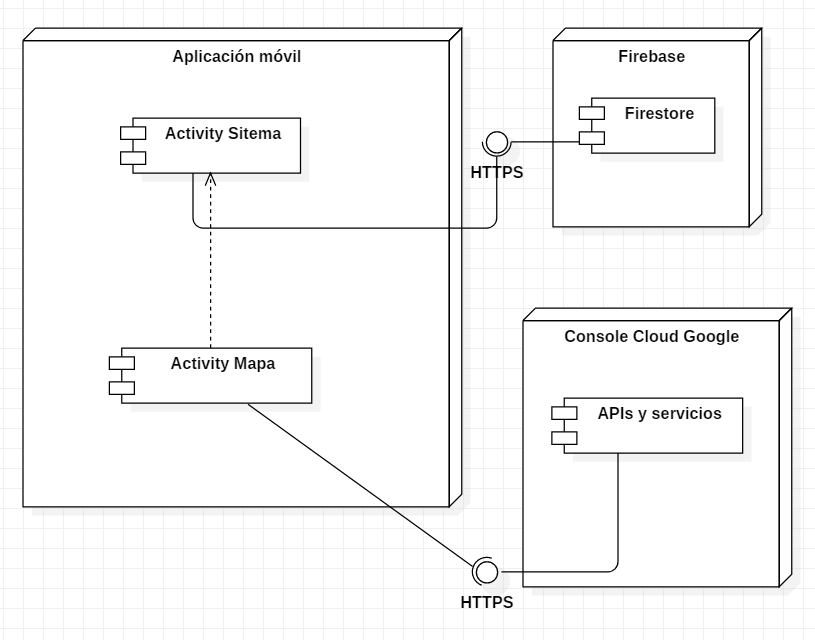 Aplicación móvil
Firebase
Activity Sitema
Firestore
HTTPS
Console Cloud Google
Activity Mapa
APIs y servicios
HTTPS